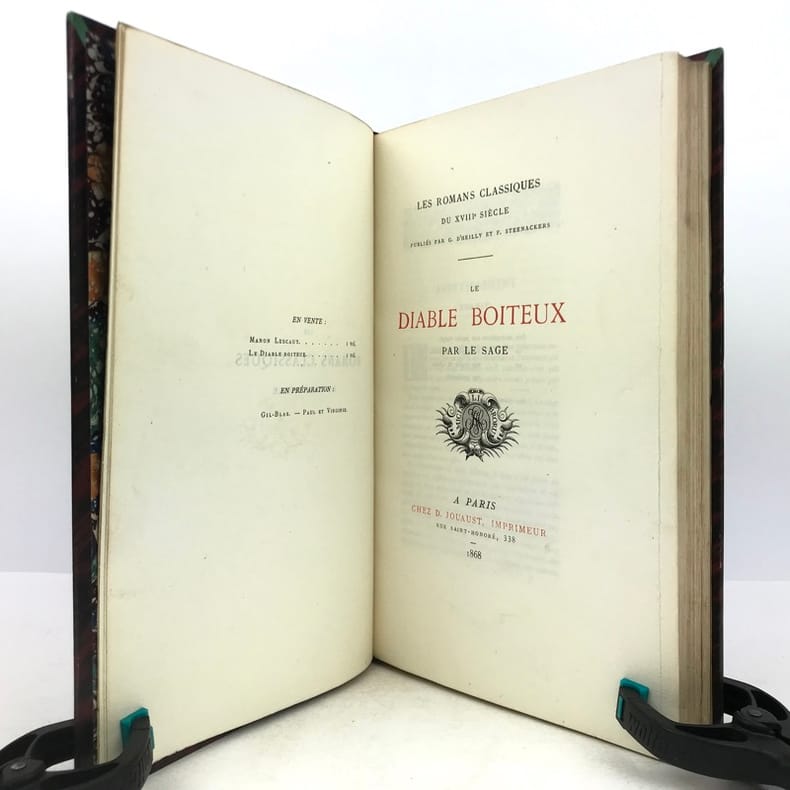 EN VENTE :
MANON LESCAUT. . . . . . . 1 vol.
LE DIABLE BOITEUX. . . . . . 1 vol.
EN PRÉPARATION :
GIL-BLAS. — PAUL ET VIRGINIE.
LES ROMANS CLASSIQUES
DU XVIIIe SIÈCLE
PUBLIÉS PAR G. D'HEILLY ET F. STEENACKERS
LE
DIABLE BOITEUX
PAR LE SAGE
A PARIS
CHEZ D. JOUAUST, IMPRIMEUR
RUE SAINT-HONORÉ, 338
1868